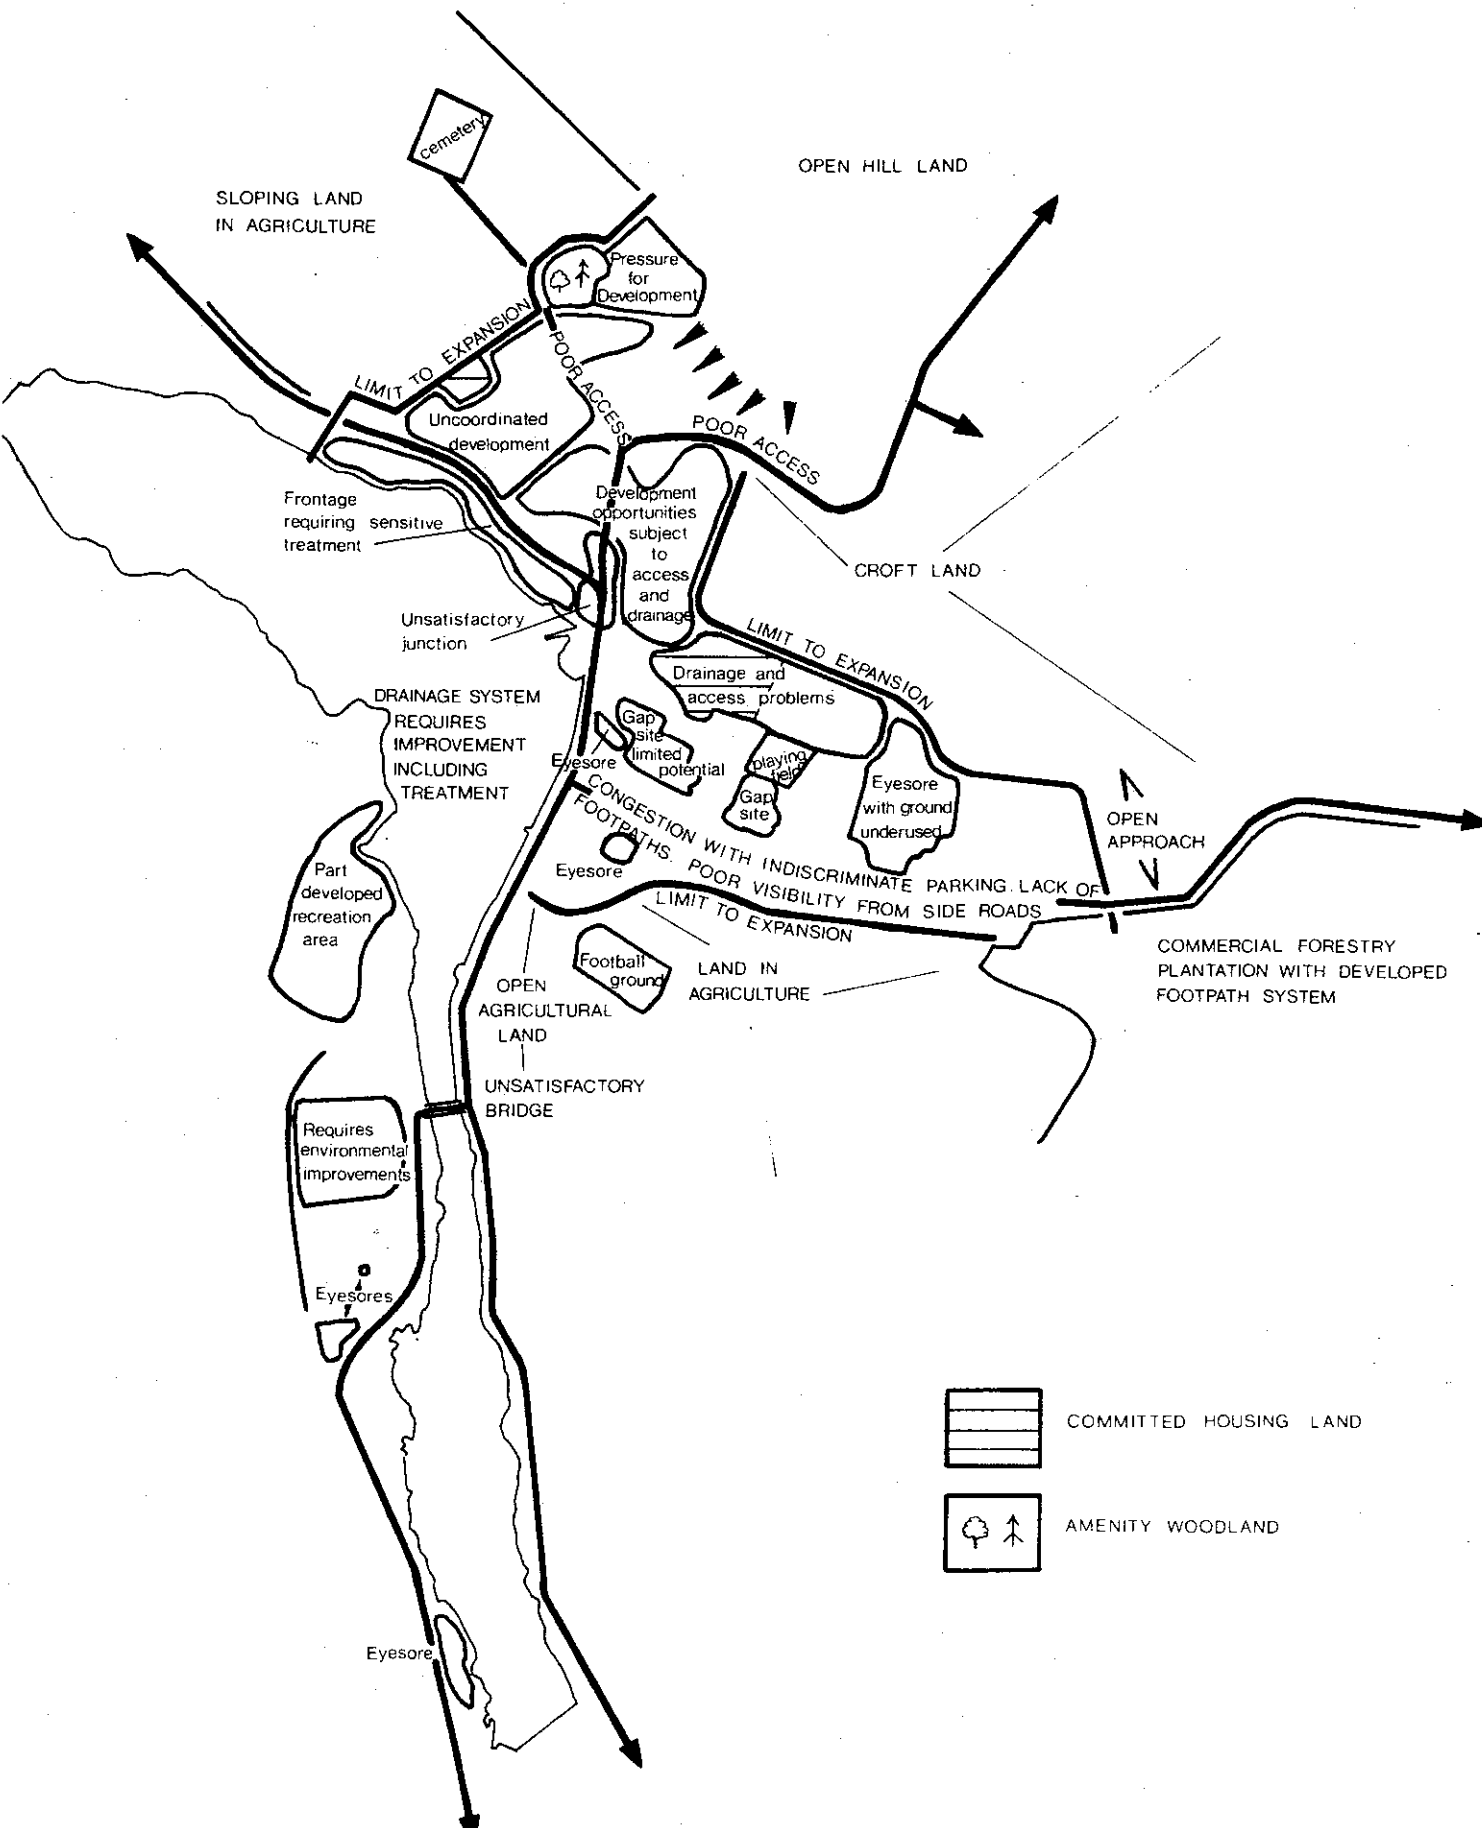 cemetery
OPEN HILL LAND
SLOPING LAND
IN AGRICULTURE
Pressure
for
Development
LIMIT TO EXPANSION
POOR ACCESS
POOR ACCESS
Uncoordinated
development
Frontage
requiring sensitive
treatment
Development
opportunities
subject
to
access
and
drainage
CROFT LAND
Unsatisfactory
junction
LIMIT TO EXPANSION
Drainage and
access problems
DRAINAGE SYSTEM
REQUIRES
IMPROVEMENT
INCLUDING
TREATMENT
Gap
site
limited
potential
Eyesore
playing
field
Gap
site
Eyesore
with ground
underused
OPEN
APPROACH
CONGESTION WITH INDISCRIMINATE PARKING. LACK OF
FOOTPATHS. POOR VISIBILITY FROM SIDE ROADS
Eyesore
LIMIT TO EXPANSION
Part
developed
recreation
area
Football
ground
LAND IN
AGRICULTURE
COMMERCIAL FORESTRY
PLANTATION WITH DEVELOPED
FOOTPATH SYSTEM
OPEN
AGRICULTURAL
LAND
UNSATISFACTORY
BRIDGE
Requires
environmental
improvements
Eyesores
COMMITTED HOUSING LAND
AMENITY WOODLAND
Eyesore